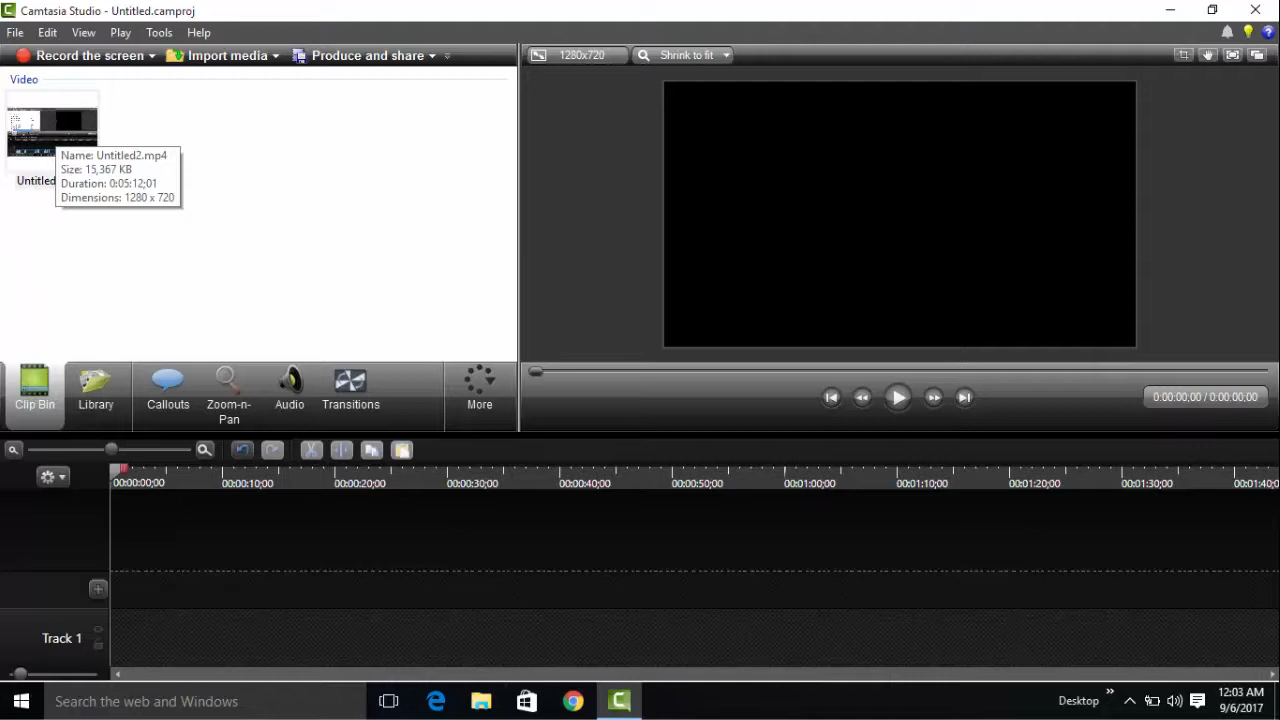 Camtasia Studio - Untitled.camproj
File Edit View Play Tools Help
Record the screen Import media Produce and share
1280x720 Shrink to fit
Video
Name: Untitled2.mp4
Size: 15,367 KB
Duration: 0:05:12;01
Dimensions: 1280 x 720
Untitled
Clip Bin Library Callouts Zoom-n-Pan Audio Transitions More
0:00:00;00 / 0:00:00;00
00:00:00;00 00:00:10;00 00:00:20;00 00:00:30;00 00:00:40;00 00:00:50;00 00:01:00;00 00:01:10;00 00:01:20;00 00:01:30;00 00:01:40;0
Track 1
Search the web and Windows
Desktop
12:03 AM
9/6/2017